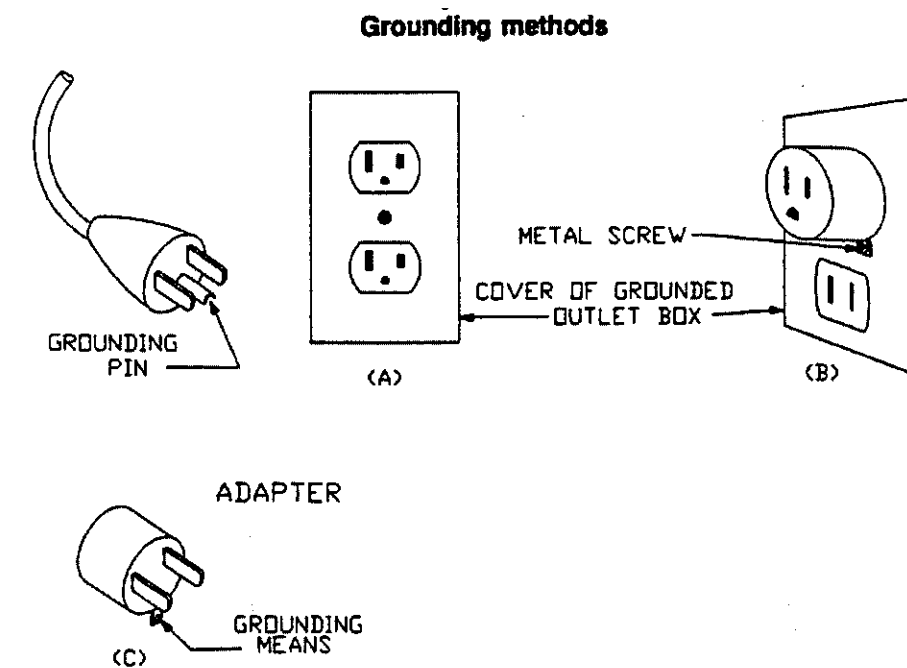 Grounding methods
METAL SCREW
COVER OF GROUNDED
OUTLET BOX
GROUNDING
PIN
(A)
(B)
ADAPTER
GROUNDING
MEANS
(C)